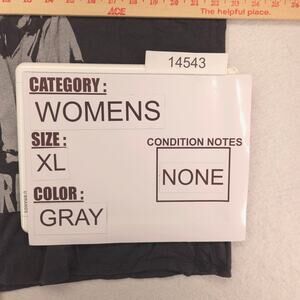 ACE
The helpful place.
14543
CATEGORY :
WOMENS
SIZE :
XL
CONDITION NOTES
NONE
COLOR :
GRAY